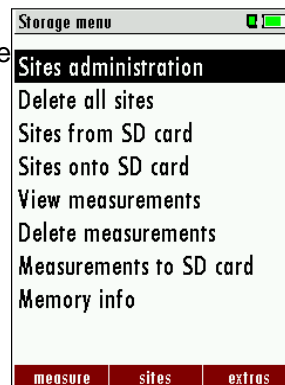 Storage menu
e
Sites administration
Delete all sites
Sites from SD card
Sites onto SD card
View measurements
Delete measurements
Measurements to SD card
Memory info
measure sites extras